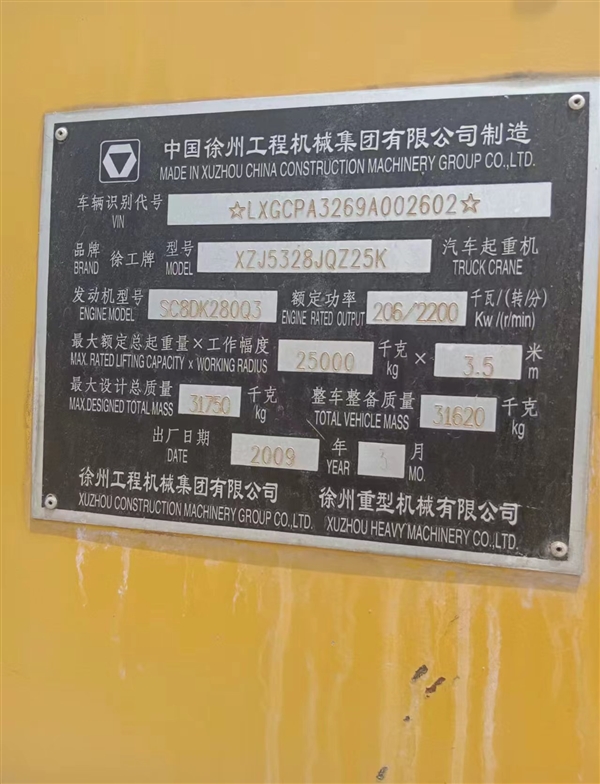 中国徐州工程机械集团有限公司制造
MADE IN XUZHOU CHINA CONSTRUCTION MACHINERY GROUP CO.,LTD.
车辆识别代号 VIN ☆LXGCPA3269A002602☆
品牌 BRAND 徐工牌 型号 MODEL XZJ5328JQZ25K 汽车起重机 TRUCK CRANE
发动机型号 ENGINE MODEL SC8DK280Q3 额定功率 ENGINE RATED OUTPUT 206/2200 千瓦/(转/分) Kw/(r/min)
最大额定总起重量×工作幅度 MAX. RATED LIFTING CAPACITY x WORKING RADIUS 25000 千克 kg × 3.5 米 m
最大设计总质量 MAX.DESIGNED TOTAL MASS 31750 千克 kg 整车整备质量 TOTAL VEHICLE MASS 31620 千克 kg
出厂日期 DATE 2009 年 YEAR 月 MO.
徐州工程机械集团有限公司 徐州重型机械有限公司
XUZHOU CONSTRUCTION MACHINERY GROUP CO.,LTD. XUZHOU HEAVY MACHINERY CO.,LTD.